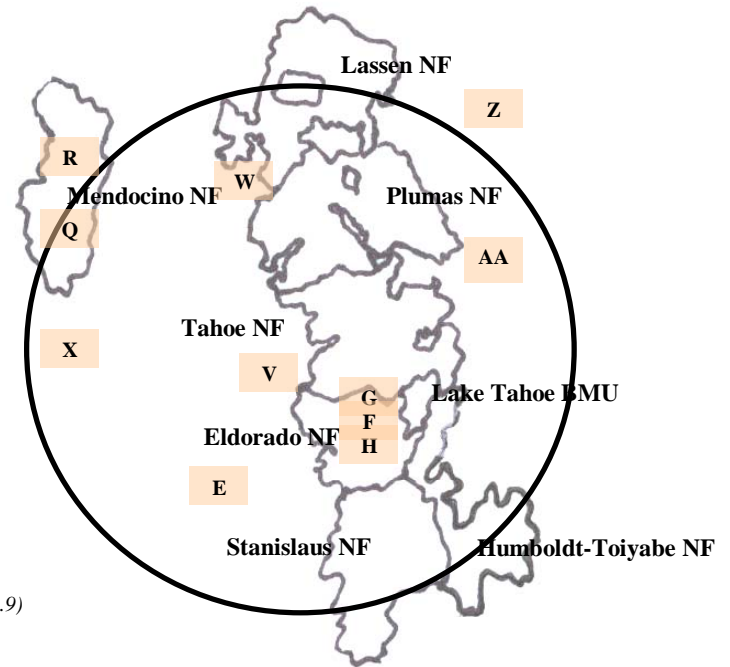 Lassen NF
Z
R
W
Mendocino NF
Plumas NF
Q
AA
Tahoe NF
X
V
G
Lake Tahoe BMU
F
Eldorado NF
H
E
Stanislaus NF
Humboldt-Toiyabe NF
.9)